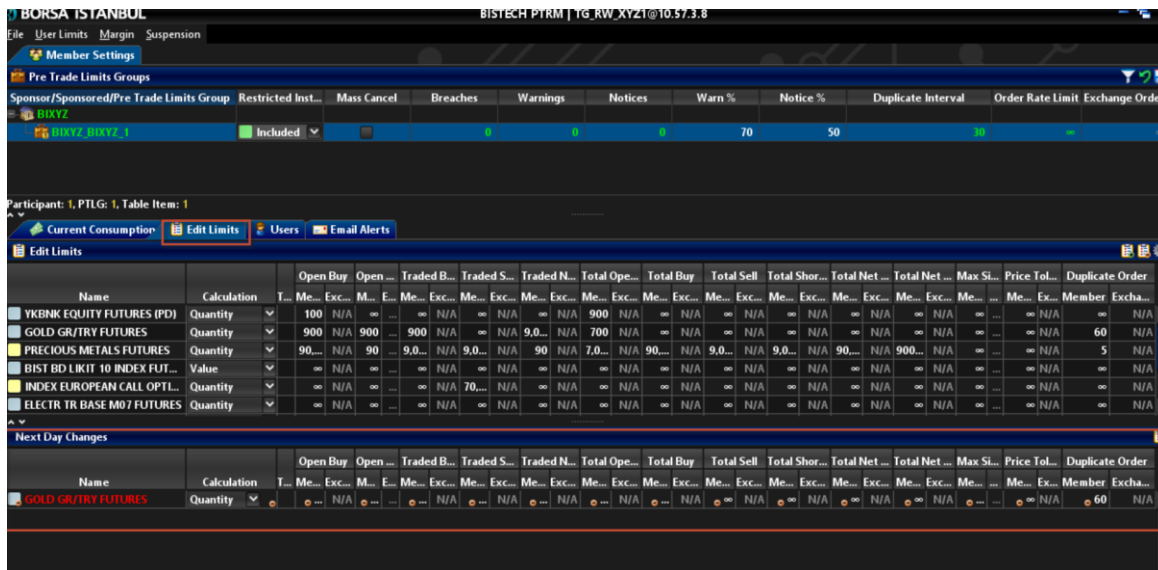 BORSA İSTANBUL BISTECH PTRM | TG_RW_XYZ1@10.57.3.8
File User Limits Margin Suspension
Member Settings
Pre Trade Limits Groups
Sponsor/Sponsored/Pre Trade Limits Group Restricted Inst... Mass Cancel Breaches Warnings Notices Warn % Notice % Duplicate Interval Order Rate Limit Exchange Orde
BIXYZ
BIXYZ_BIXYZ_1 Included 0 0 0 70 50 30 ∞
Participant: 1, PTLG: 1, Table Item: 1
Current Consumption Edit Limits Users Email Alerts
Edit Limits
Open Buy Open ... Traded B... Traded S... Traded N... Total Ope... Total Buy Total Sell Total Shor... Total Net ... Total Net ... Max Si... Price Tol... Duplicate Order
Name Calculation T... Me... Exc... M... E... Me... Exc... Me... Exc... Me... Exc... Me... Exc... Me... Exc... Me... Exc... Me... Exc... Me... Exc... Me... Exc... Me... ... Me... Ex... Member Excha...
YKBNK EQUITY FUTURES (PD) Quantity 100 N/A ∞ ... ∞ N/A ∞ N/A ∞ N/A 900 N/A ∞ N/A ∞ N/A ∞ N/A ∞ N/A ∞ N/A ∞ ... ∞ N/A ∞ N/A
GOLD GR/TRY FUTURES Quantity 900 N/A 900 ... 900 N/A ∞ N/A 9,0... N/A 700 N/A ∞ N/A ∞ N/A ∞ N/A ∞ N/A ∞ N/A ∞ ... ∞ N/A 60 N/A
PRECIOUS METALS FUTURES Quantity 90,... N/A 90 ... 9,0... N/A 9,0... N/A 90 N/A 7,0... N/A 90,... N/A 9,0... N/A 9,0... N/A 90,... N/A 900... N/A ∞ ... ∞ N/A 5 N/A
BIST BD LIKIT 10 INDEX FUT... Value ∞ N/A ∞ ... ∞ N/A ∞ N/A ∞ N/A ∞ N/A ∞ N/A ∞ N/A ∞ N/A ∞ N/A ∞ N/A ∞ ... ∞ N/A ∞ N/A
INDEX EUROPEAN CALL OPTI... Quantity ∞ N/A ∞ ... ∞ N/A 70,... N/A ∞ N/A ∞ N/A ∞ N/A ∞ N/A ∞ N/A ∞ N/A ∞ N/A ∞ ... ∞ N/A ∞ N/A
ELECTR TR BASE M07 FUTURES Quantity ∞ N/A ∞ ... ∞ N/A ∞ N/A ∞ N/A ∞ N/A ∞ N/A ∞ N/A ∞ N/A ∞ N/A ∞ N/A ∞ ... ∞ N/A ∞ N/A
Next Day Changes
Open Buy Open ... Traded B... Traded S... Traded N... Total Ope... Total Buy Total Sell Total Shor... Total Net ... Total Net ... Max Si... Price Tol... Duplicate Order
Name Calculation T... Me... Exc... M... E... Me... Exc... Me... Exc... Me... Exc... Me... Exc... Me... Exc... Me... Exc... Me... Exc... Me... Exc... Me... Exc... Me... ... Me... Ex... Member Excha...
GOLD GR/TRY FUTURES Quantity ... N/A ∞ ... ... N/A ... N/A ... N/A ... N/A ... N/A ∞ N/A ∞ N/A ∞ N/A ∞ N/A ... ... ∞ N/A 60 N/A